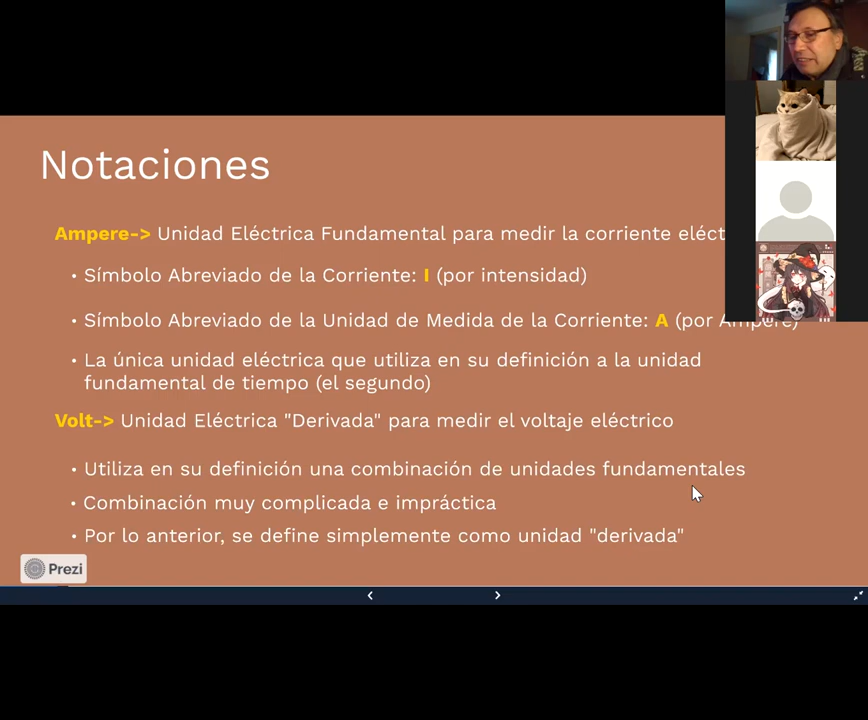 Notaciones
Ampere-> Unidad Eléctrica Fundamental para medir la corriente eléct
• Símbolo Abreviado de la Corriente: I (por intensidad)
• Símbolo Abreviado de la Unidad de Medida de la Corriente: A (por Ampere)
• La única unidad eléctrica que utiliza en su definición a la unidad
fundamental de tiempo (el segundo)
Volt-> Unidad Eléctrica "Derivada" para medir el voltaje eléctrico
• Utiliza en su definición una combinación de unidades fundamentales
• Combinación muy complicada e impráctica
• Por lo anterior, se define simplemente como unidad "derivada"
Prezi